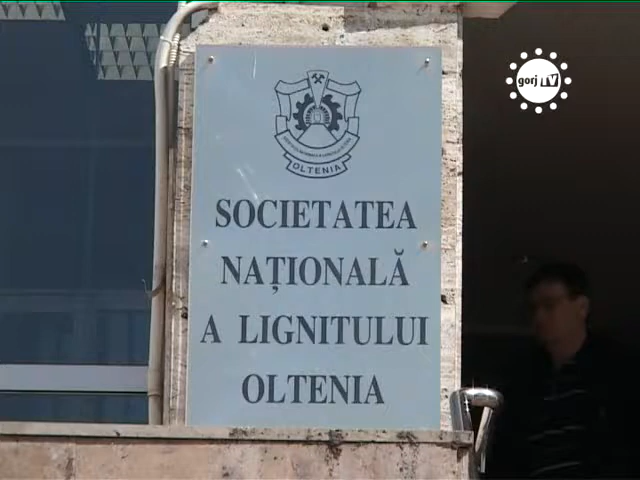 gorj TV
OLTENIA
SOCIETATEA
NAȚIONALĂ
A LIGNITULUI
OLTENIA